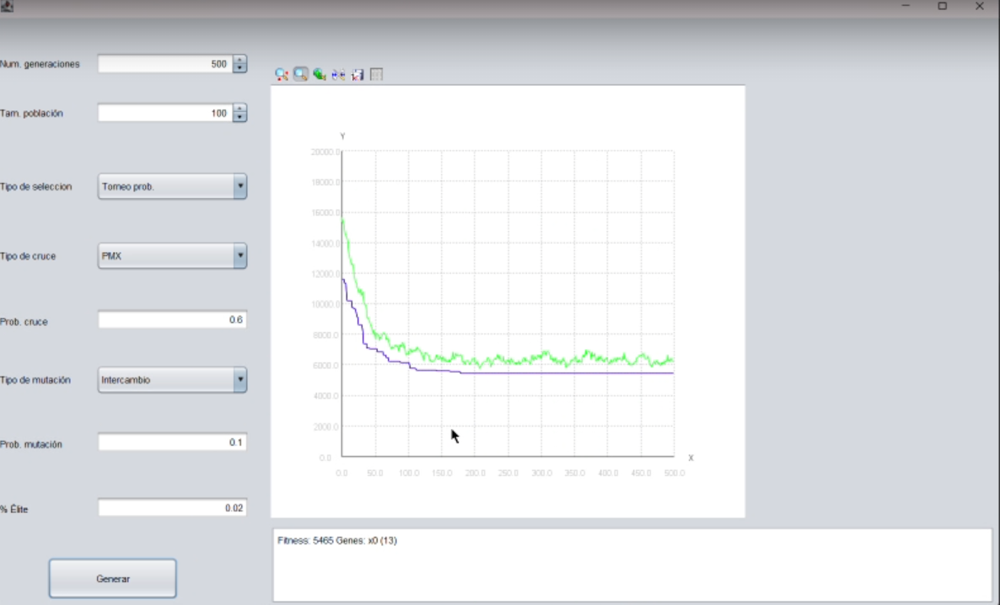 Num. generaciones 500
Tam. población 100
Tipo de seleccion Torneo prob.
Tipo de cruce PMX
Prob. cruce 0.6
Tipo de mutación Intercambio
Prob. mutación 0.1
% Élite 0.02
Generar
Y
20000.0
18000.0
16000.0
14000.0
12000.0
10000.0
8000.0
6000.0
4000.0
2000.0
0.0
X
0.0 50.0 100.0 150.0 200.0 250.0 300.0 350.0 400.0 450.0 500.0
Fitness: 5465 Genes: x0 (13)